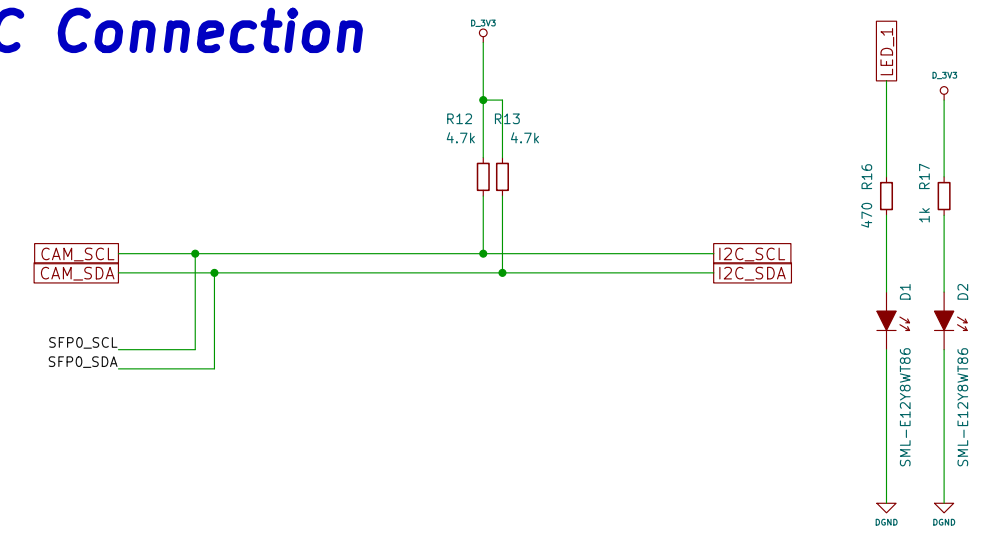 C Connection
D_3V3
R12
R13
4.7k
4.7k
CAM_SCL
CAM_SDA
I2C_SCL
I2C_SDA
SFP0_SCL
SFP0_SDA
LED_1
D_3V3
R16
470
R17
1k
D1
SML-E12Y8WT86
D2
SML-E12Y8WT86
DGND
DGND